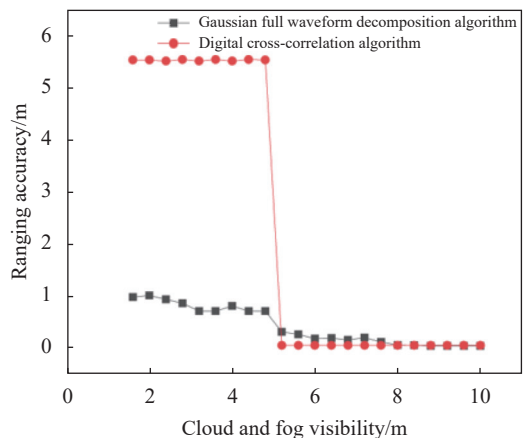 Gaussian full waveform decomposition algorithm
Digital cross-correlation algorithm
6
5
4
3
2
1
0
Ranging accuracy/m
0 2 4 6 8 10
Cloud and fog visibility/m